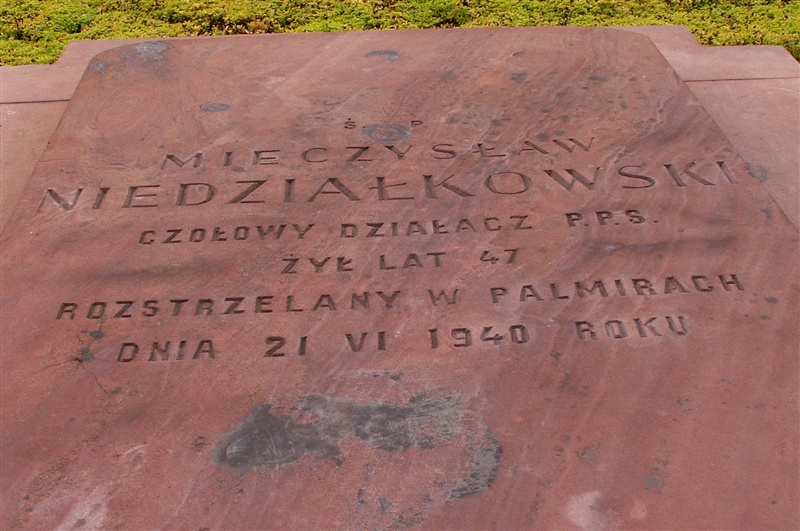 Ś P
MIECZYSŁAW
NIEDZIAŁKOWSKI
CZOŁOWY DZIAŁACZ P.P.S.
ŻYŁ LAT 47
ROZSTRZELANY W PALMIRACH
DNIA 21 VI 1940 ROKU